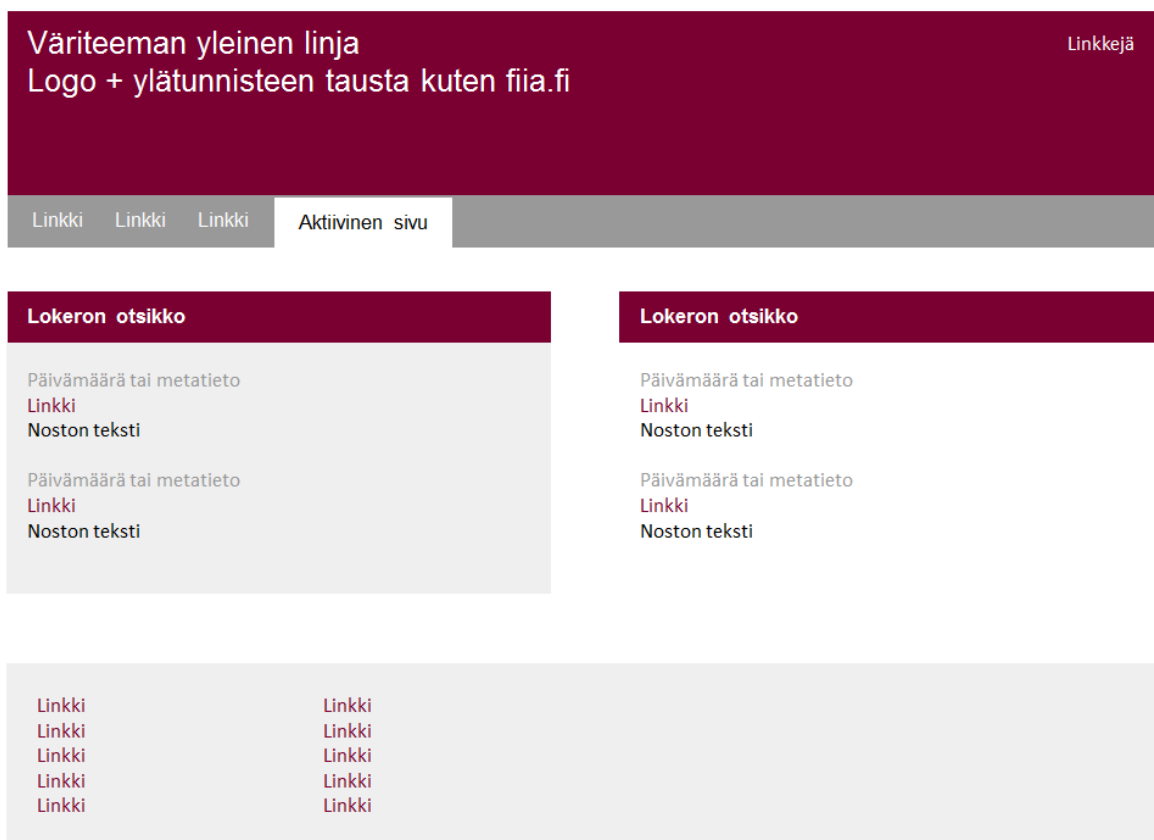 Väriteeman yleinen linja
Logo + ylätunnisteen tausta kuten fiia.fi
Linkkejä
Linkki Linkki Linkki Aktiivinen sivu
Lokeron otsikko
Päivämäärä tai metatieto
Linkki
Noston teksti
Päivämäärä tai metatieto
Linkki
Noston teksti
Lokeron otsikko
Päivämäärä tai metatieto
Linkki
Noston teksti
Päivämäärä tai metatieto
Linkki
Noston teksti
Linkki
Linkki
Linkki
Linkki
Linkki
Linkki
Linkki
Linkki
Linkki
Linkki